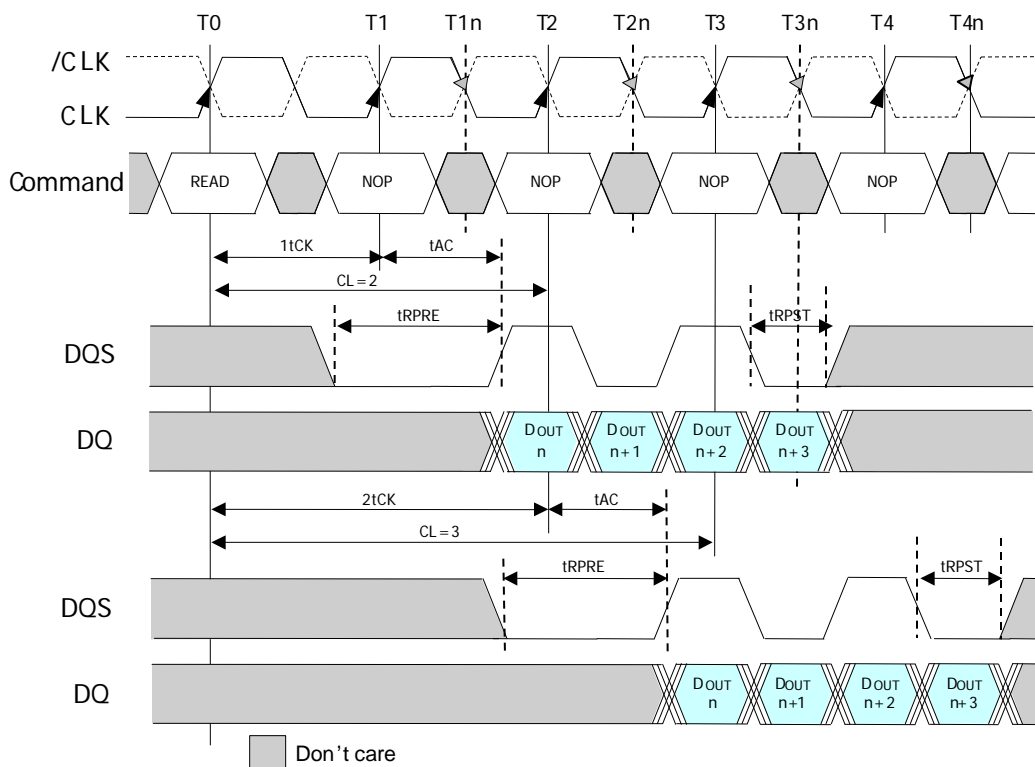 T0 T1 T1n T2 T2n T3 T3n T4 T4n
/CLK
CLK
Command READ NOP NOP NOP NOP
1tCK tAC
CL=2
tRPRE tRPST
DQS
DQ DOUT n DOUT n+1 DOUT n+2 DOUT n+3
2tCK tAC
CL=3
tRPRE tRPST
DQS
DQ DOUT n DOUT n+1 DOUT n+2 DOUT n+3
Don't care